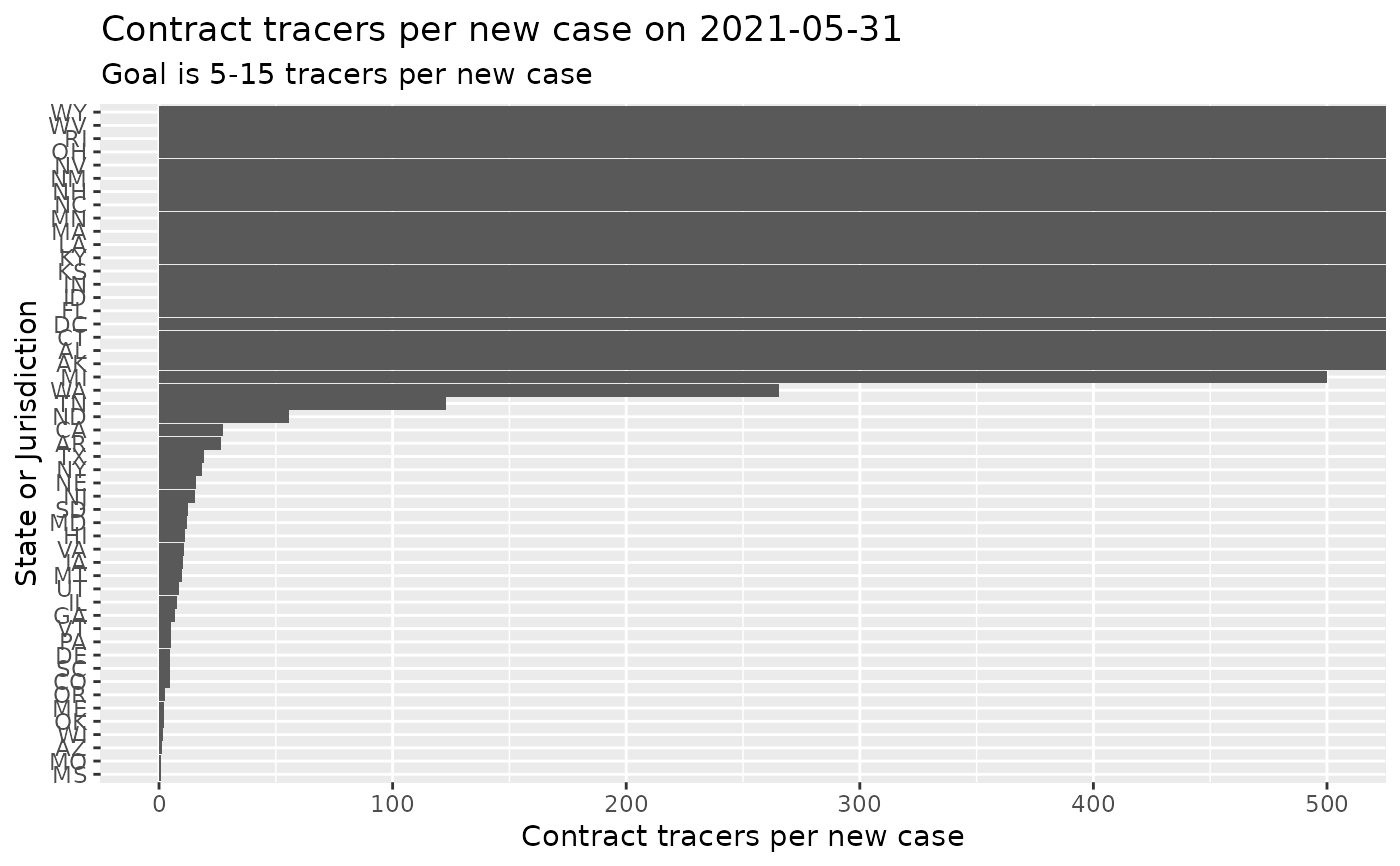 Contract tracers per new case on 2021-05-31
Goal is 5-15 tracers per new case
State or Jurisdiction
WY
WV
RI
OH
NV
NM
NH
NC
MN
MA
LA
KY
KS
IN
ID
FL
DC
CT
AL
AK
MI
WA
TN
ND
CA
AR
TX
NY
NE
NJ
SD
MD
HI
VA
IA
MT
UT
IL
GA
VT
PA
DE
SC
CO
OR
ME
OK
WI
AZ
MO
MS
0 100 200 300 400 500
Contract tracers per new case